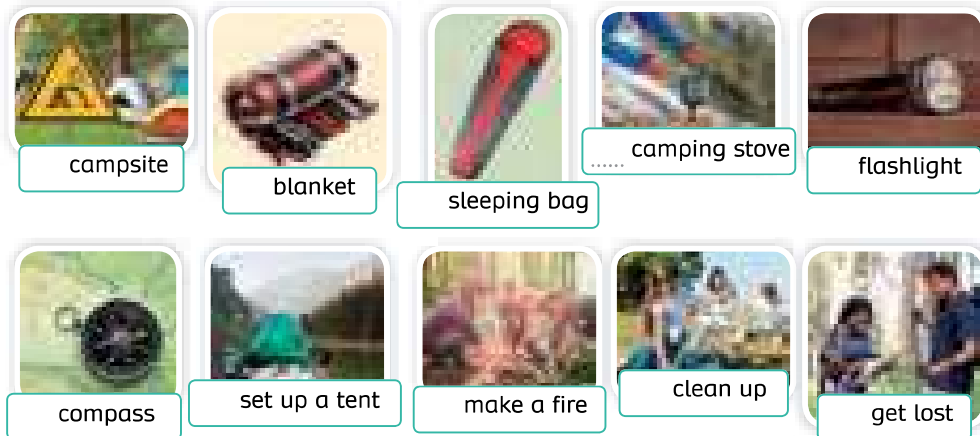 campsite
blanket
sleeping bag
...... camping stove
flashlight
compass
set up a tent
make a fire
clean up
get lost